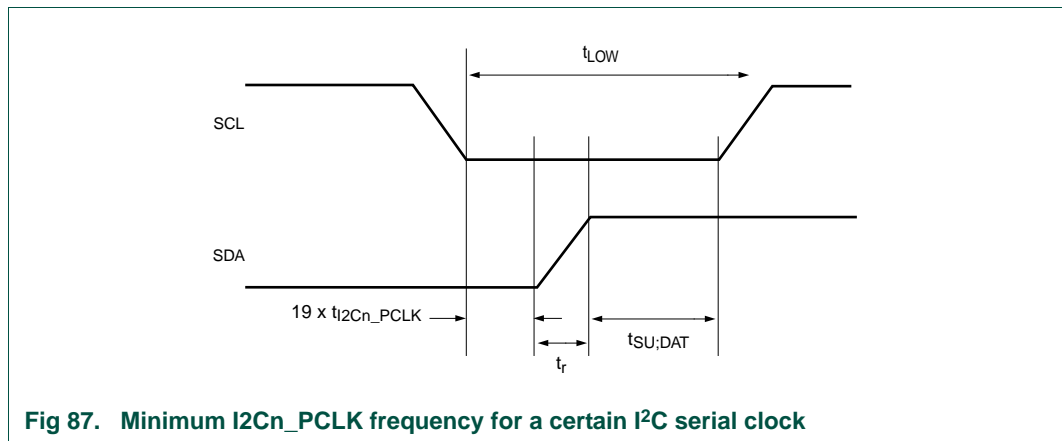 tLOW
SCL
SDA
19 x tI2Cn_PCLK
tSU;DAT
tr
Fig 87. Minimum I2Cn_PCLK frequency for a certain I²C serial clock